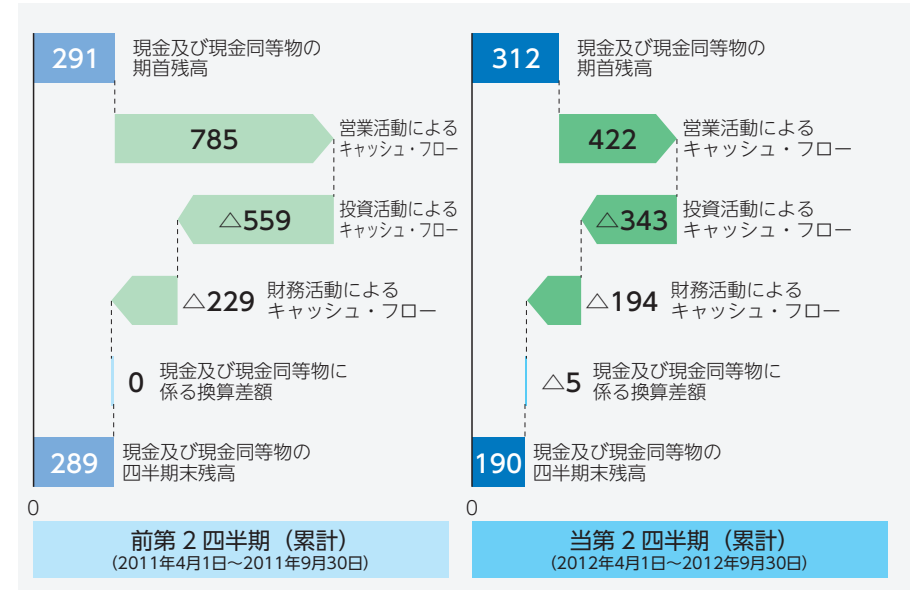 291
現金及び現金同等物の
期首残高
785
営業活動による
キャッシュ・フロー
△559
投資活動による
キャッシュ・フロー
△229
財務活動による
キャッシュ・フロー
0
現金及び現金同等物に
係る換算差額
289
現金及び現金同等物の
四半期末残高
0
前第2四半期（累計）
（2011年4月1日～2011年9月30日）
312
現金及び現金同等物の
期首残高
422
営業活動による
キャッシュ・フロー
△343
投資活動による
キャッシュ・フロー
△194
財務活動による
キャッシュ・フロー
△5
現金及び現金同等物に
係る換算差額
190
現金及び現金同等物の
四半期末残高
0
当第2四半期（累計）
（2012年4月1日～2012年9月30日）